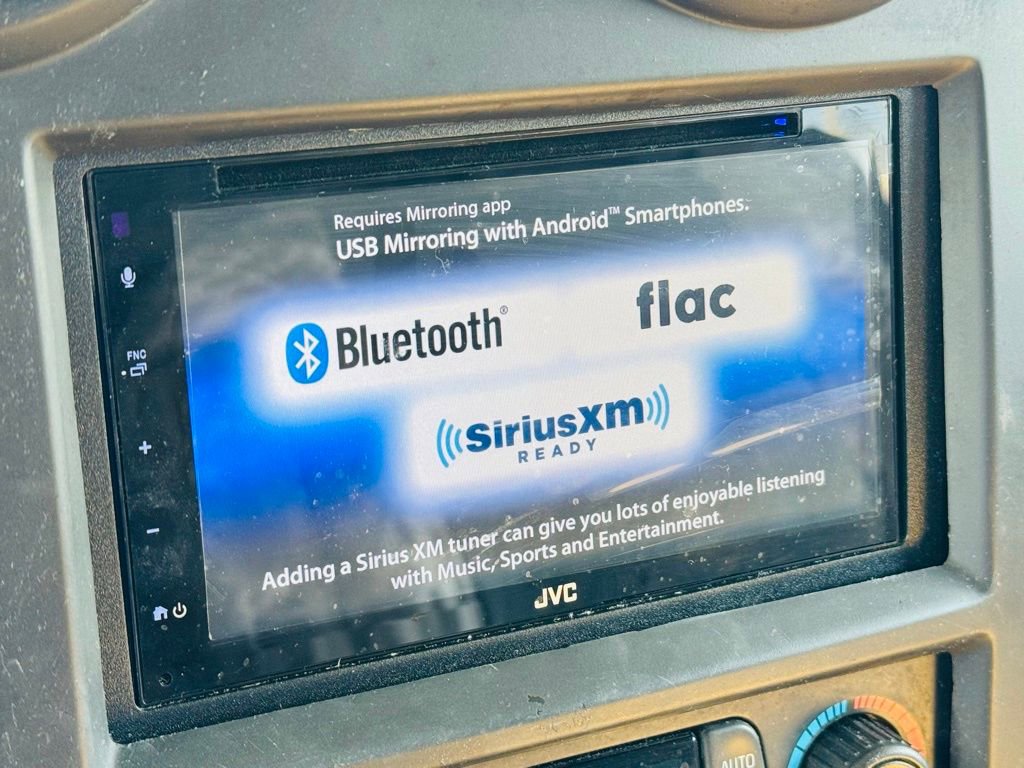 Requires Mirroring app
USB Mirroring with Android™ Smartphones.
Bluetooth®
flac
SiriusXm
READY
Adding a Sirius XM tuner can give you lots of enjoyable listening
with Music, Sports and Entertainment.
JVC
FNC
+
-
AUTO